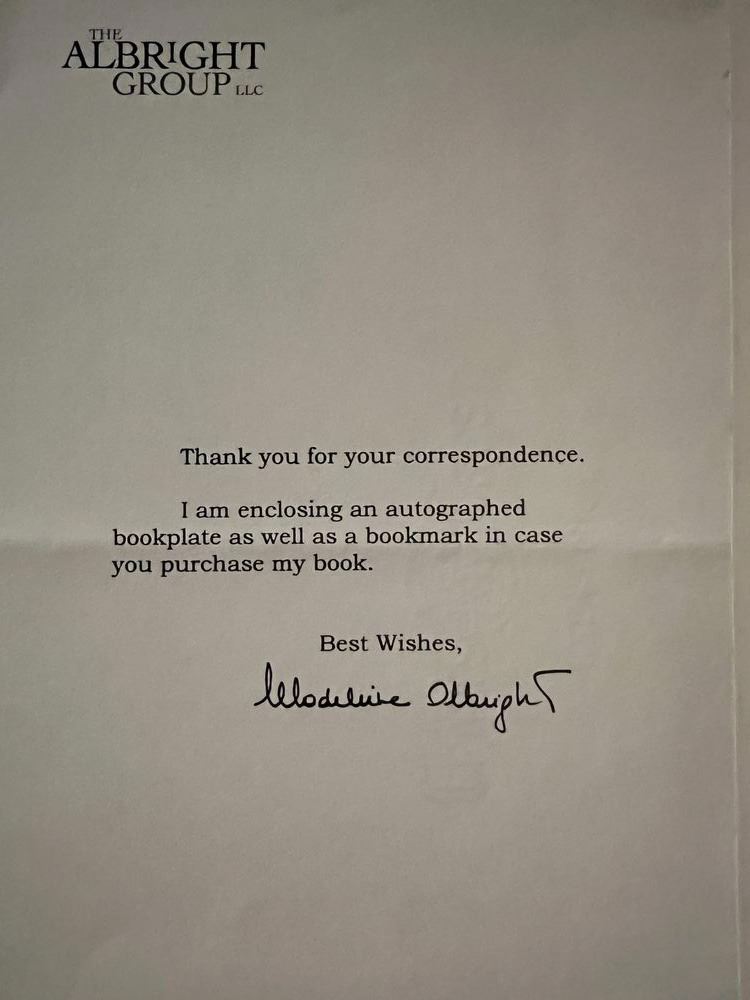 THE
ALBRIGHT
GROUP LLC
Thank you for your correspondence.
I am enclosing an autographed
bookplate as well as a bookmark in case
you purchase my book.
Best Wishes,
Madeleine Albright